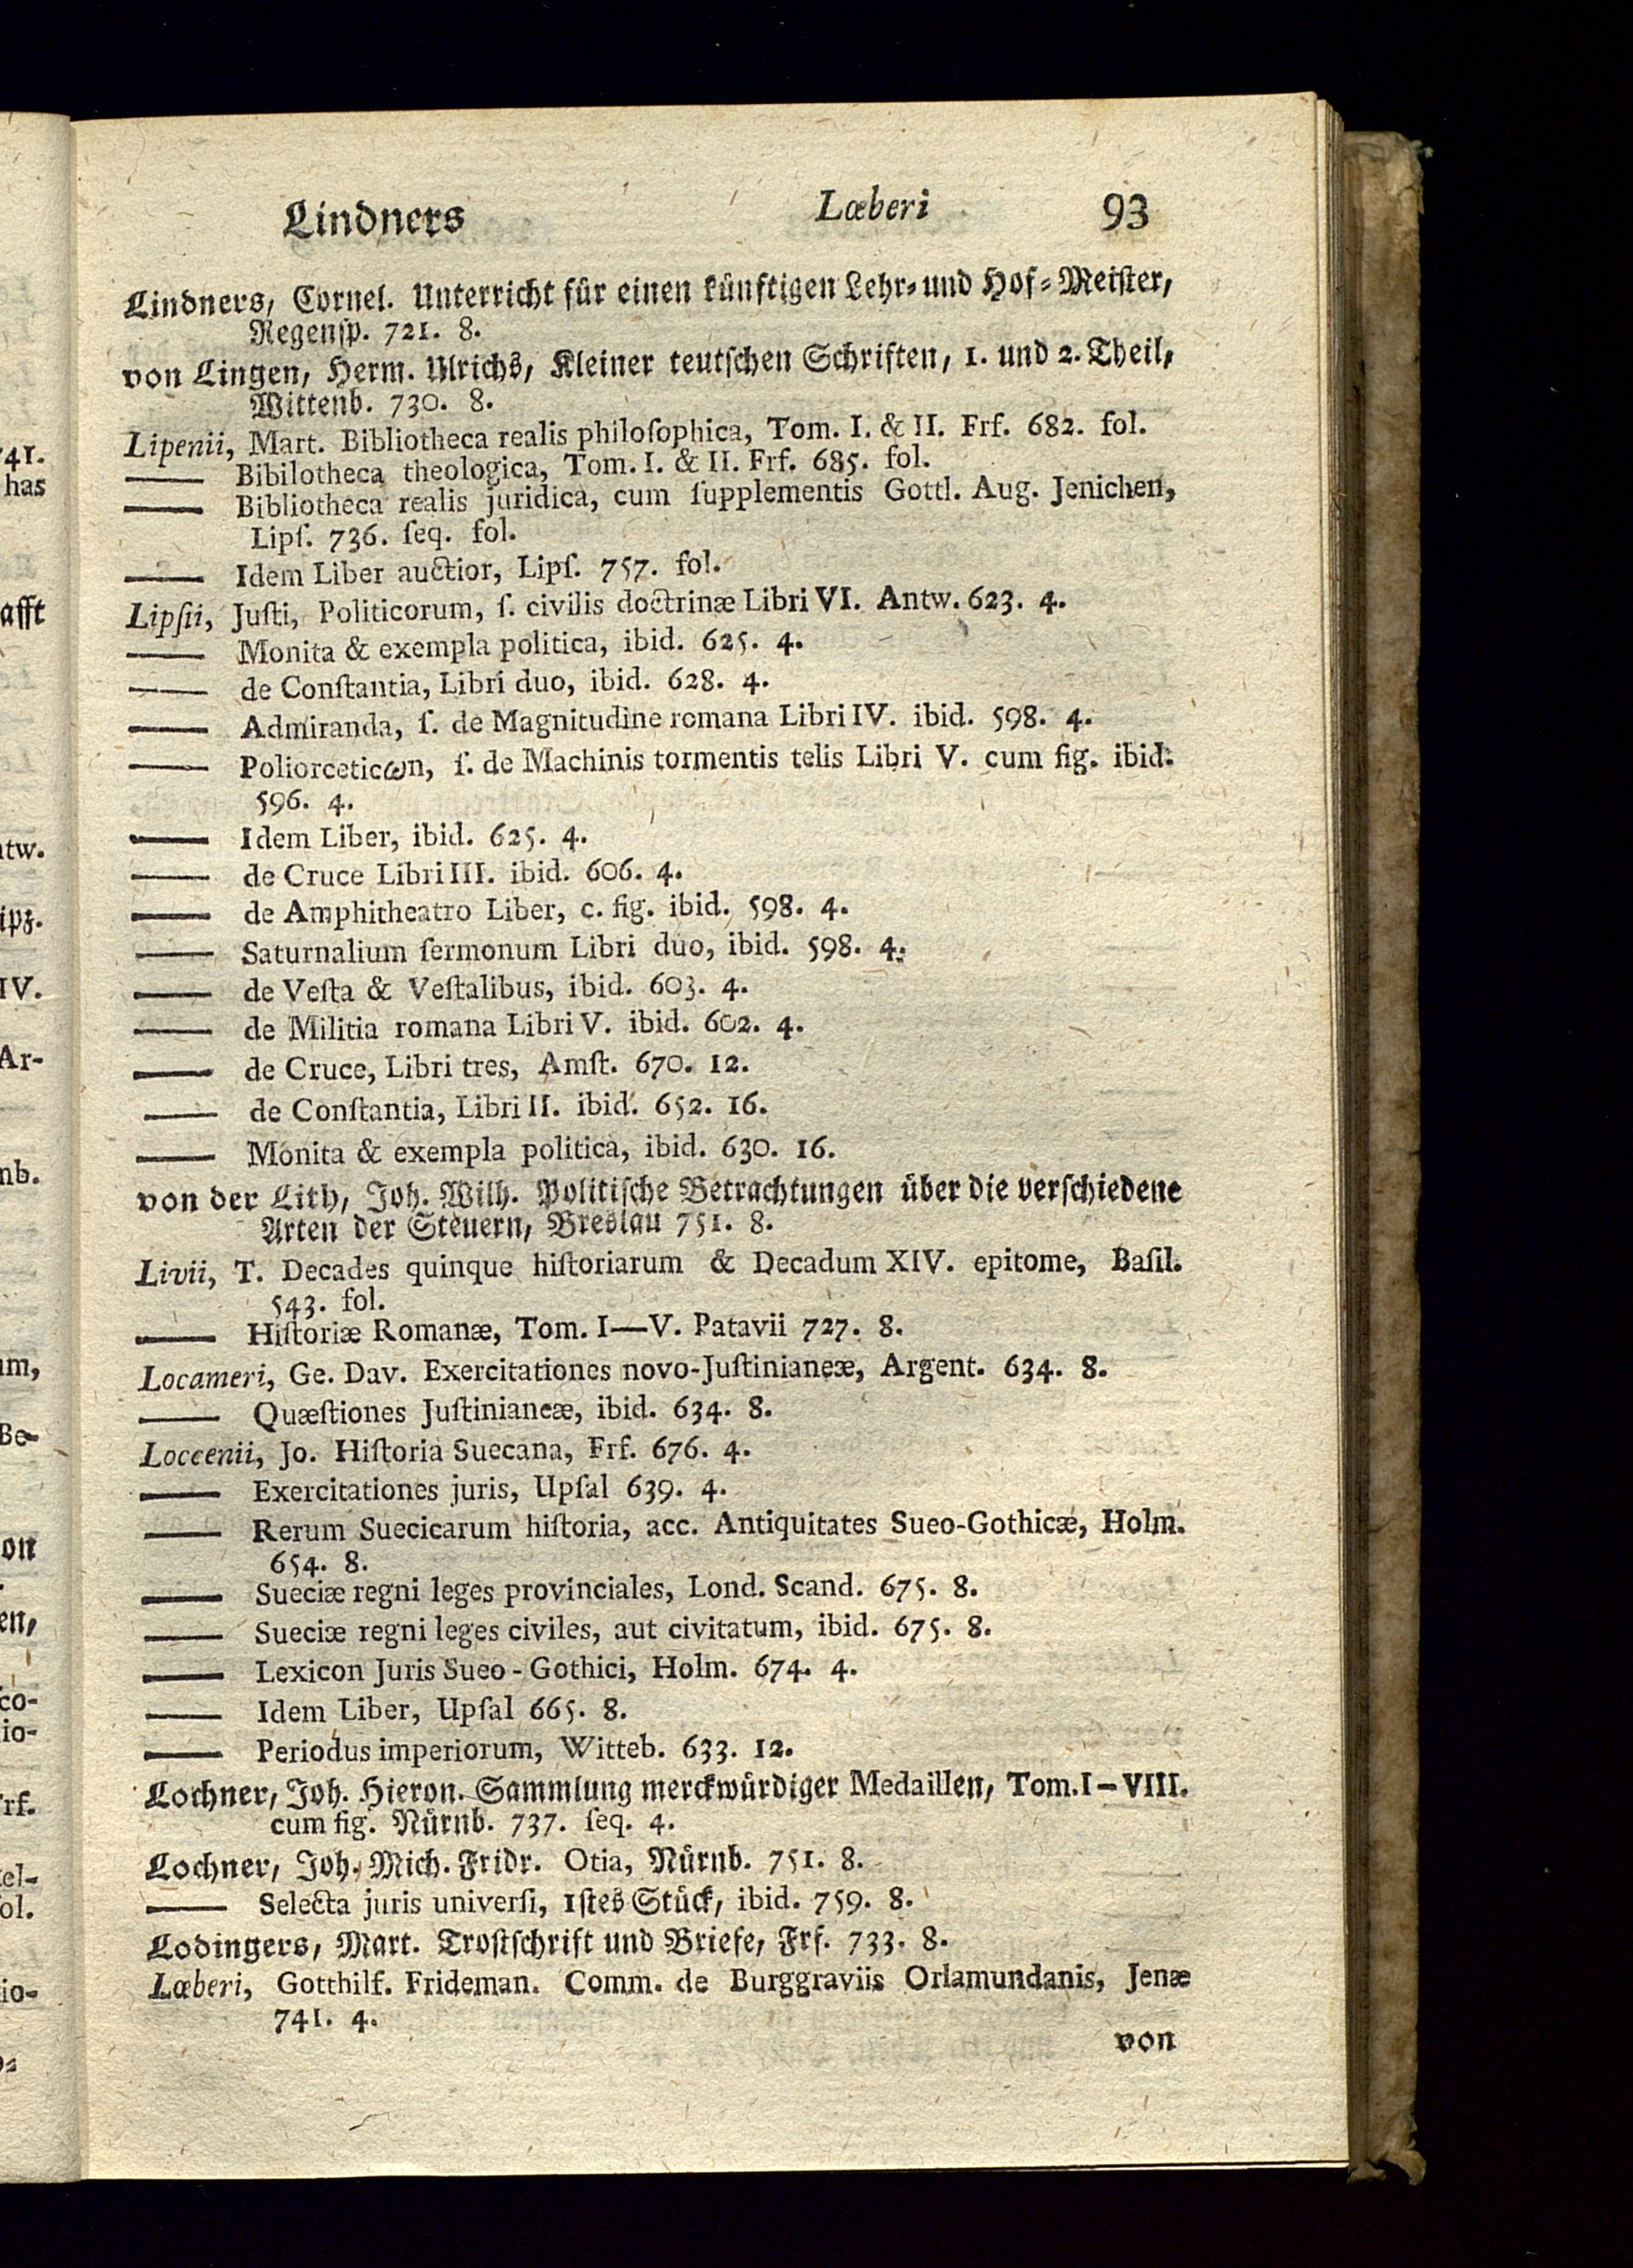 Lindners Lœberi 93
Lindners, Cornel. Unterricht für einen künftigen Lehr- und Hof-Meister,
Regensp. 721. 8.
von Lingen, Herm. Ulrichs, Kleiner teutschen Schriften, 1. und 2. Theil,
Wittenb. 730. 8.
Lipenii, Mart. Bibliotheca realis philoſophica, Tom. I. & II. Frf. 682. fol.
—— Bibilotheca theologica, Tom. I. & II. Frf. 685. fol.
—— Bibliotheca realis juridica, cum ſupplementis Gottl. Aug. Jenichen,
Lipſ. 736. ſeq. fol.
—— Idem Liber auctior, Lipſ. 757. fol.
Lipſii, Juſti, Politicorum, ſ. civilis doctrinæ Libri VI. Antw. 623. 4.
—— Monita & exempla politica, ibid. 625. 4.
—— de Conſtantia, Libri duo, ibid. 628. 4.
—— Admiranda, ſ. de Magnitudine romana Libri IV. ibid. 598. 4.
—— Poliorceticωn, ſ. de Machinis tormentis telis Libri V. cum fig. ibid.
596. 4.
—— Idem Liber, ibid. 625. 4.
—— de Cruce Libri III. ibid. 606. 4.
—— de Amphitheatro Liber, c. fig. ibid. 598. 4.
—— Saturnalium ſermonum Libri duo, ibid. 598. 4.
—— de Veſta & Veſtalibus, ibid. 603. 4.
—— de Militia romana Libri V. ibid. 602. 4.
—— de Cruce, Libri tres, Amſt. 670. 12.
—— de Conſtantia, Libri II. ibid. 652. 16.
—— Monita & exempla politica, ibid. 630. 16.
von der Lith, Joh. Wilh. Politische Betrachtungen über die verschiedene
Arten der Steuern, Breslau 751. 8.
Livii, T. Decades quinque hiſtoriarum & Decadum XIV. epitome, Baſil.
543. fol.
—— Hiſtoriæ Romanæ, Tom. I—V. Patavii 727. 8.
Locameri, Ge. Dav. Exercitationes novo-Juſtinianeæ, Argent. 634. 8.
—— Quæſtiones Juſtinianeæ, ibid. 634. 8.
Loccenii, Jo. Hiſtoria Suecana, Frf. 676. 4.
—— Exercitationes juris, Upſal 639. 4.
—— Rerum Suecicarum hiſtoria, acc. Antiquitates Sueo-Gothicæ, Holm.
654. 8.
—— Sueciæ regni leges provinciales, Lond. Scand. 675. 8.
—— Sueciæ regni leges civiles, aut civitatum, ibid. 675. 8.
—— Lexicon Juris Sueo-Gothici, Holm. 674. 4.
—— Idem Liber, Upſal 665. 8.
—— Periodus imperiorum, Witteb. 633. 12.
Lochner, Joh. Hieron. Sammlung merckwürdiger Medaillen, Tom. I-VIII.
cum fig. Nürnb. 737. ſeq. 4.
Lochner, Joh. Mich. Fridr. Otia, Nürnb. 751. 8.
—— Selecta juris univerſi, 1stes Stück, ibid. 759. 8.
Lodingers, Mart. Trostschrift und Briefe, Frf. 733. 8.
Lœberi, Gotthilf. Frideman. Comm. de Burggraviis Orlamundanis, Jenæ
741. 4.
von